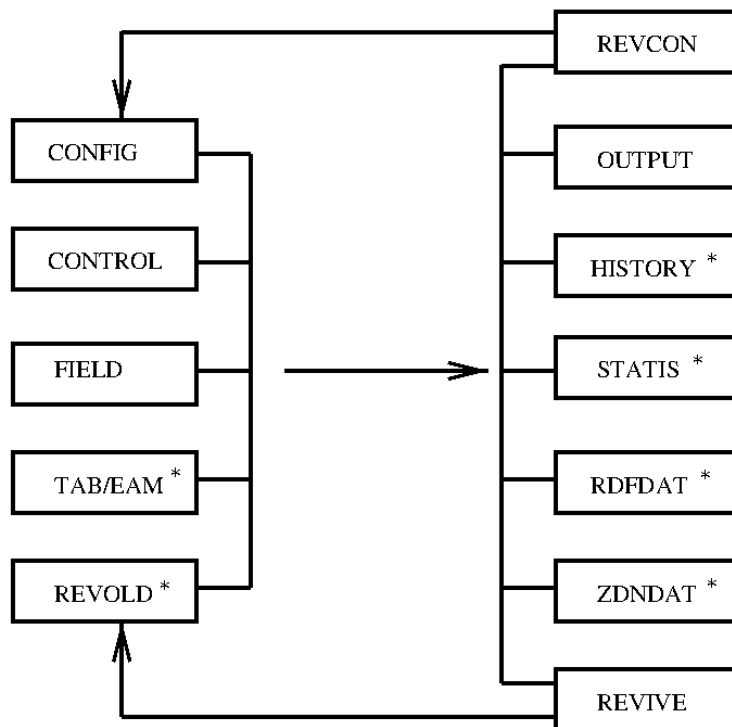 REVCON
CONFIG
OUTPUT
CONTROL
HISTORY *
FIELD
STATIS *
TAB/EAM *
RDFDAT *
REVOLD *
ZDNDAT *
REVIVE